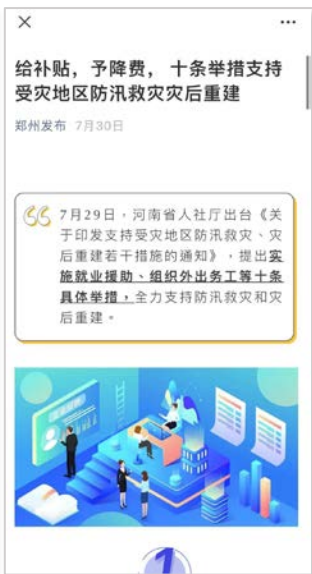 给补贴，予降费， 十条举措支持
受灾地区防汛救灾灾后重建
郑州发布 7月30日
7月29日，河南省人社厅出台《关
于印发支持受灾地区防汛救灾、灾
后重建若干措施的通知》，提出实
施就业援助、组织外出务工等十条
具体举措，全力支持防汛救灾和灾
后重建。
1